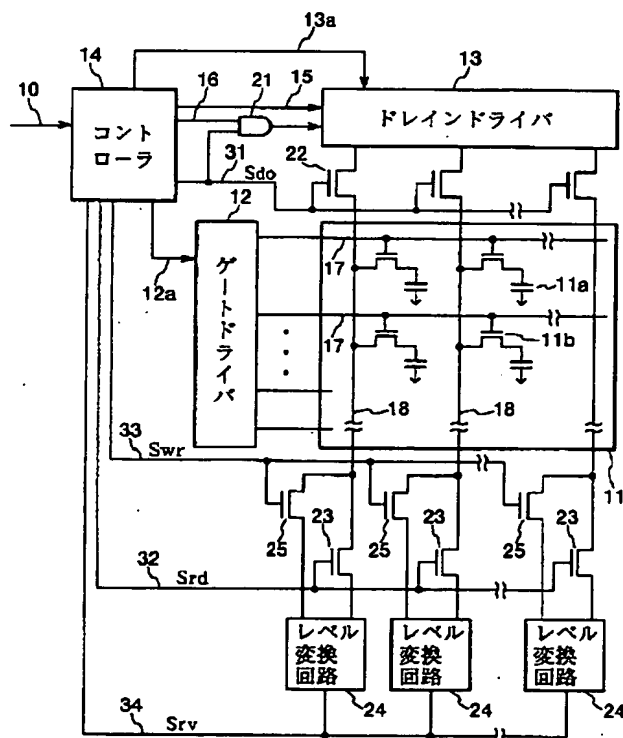 13a
14
13
10
16
21
15
コント
ローラ
ドレインドライバ
22
31
Sdo
12
12a
ゲートドライバ
17
11a
17
11b
18
18
33
Swr
11
25
23
25
23
25
23
32
Srd
レベル
変換
回路
レベル
変換
回路
レベル
変換
回路
24
24
24
34
Srv